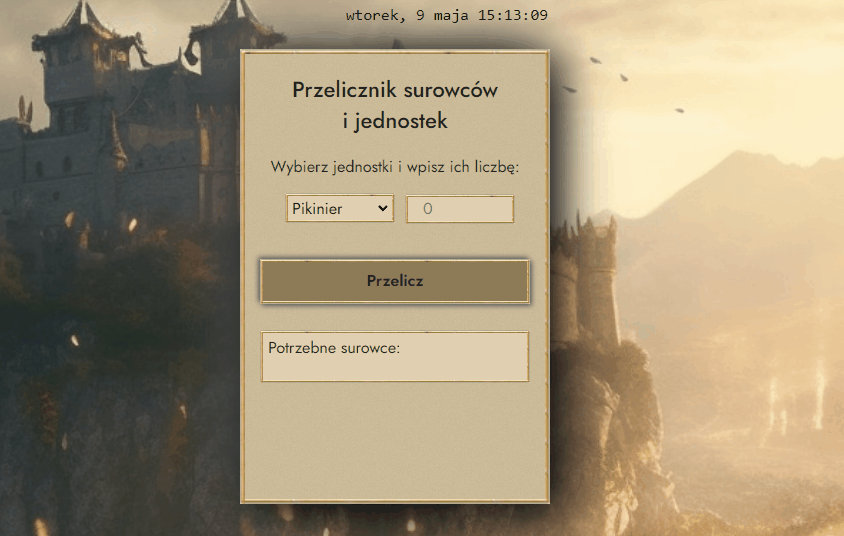 wtorek, 9 maja 15:13:09
Przelicznik surowców
i jednostek
Wybierz jednostki i wpisz ich liczbę:
Pikinier 0
Przelicz
Potrzebne surowce: